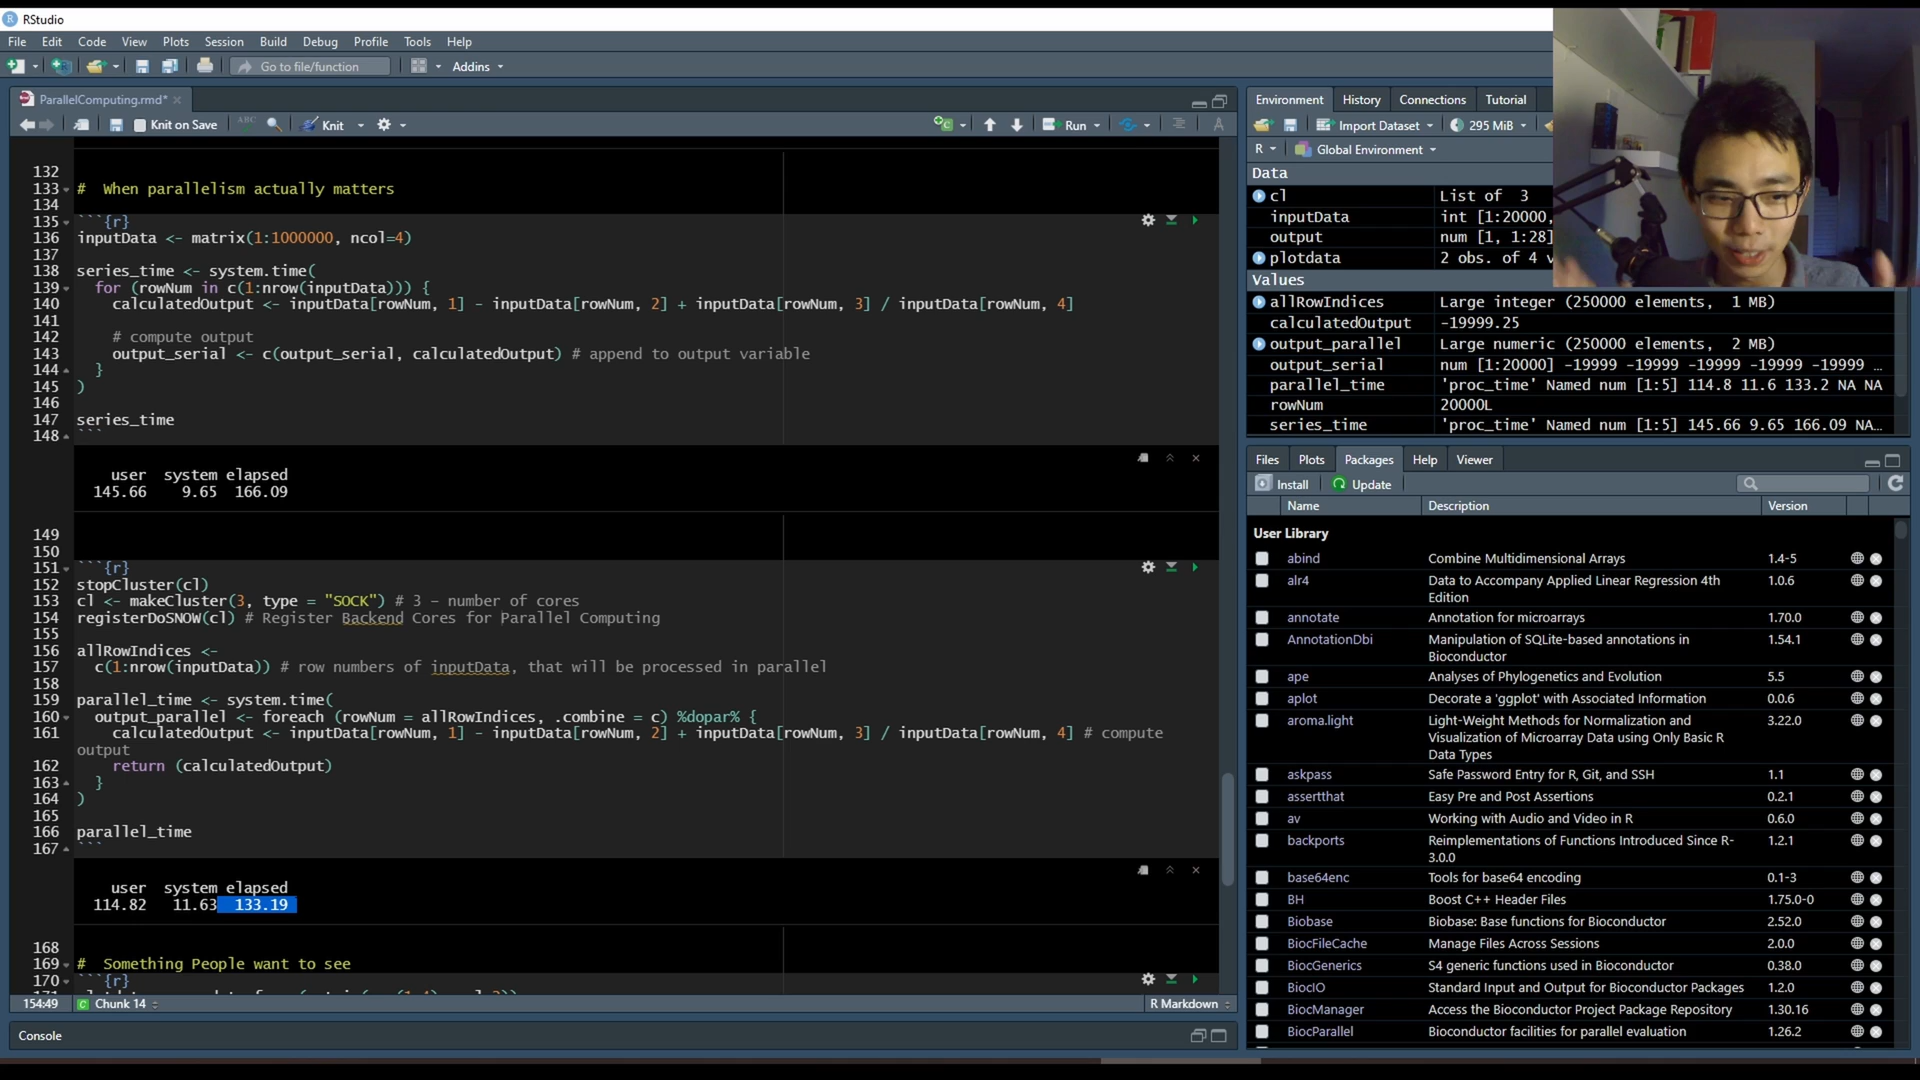 RStudio
File Edit Code View Plots Session Build Debug Profile Tools Help
Go to file/function Addins
ParallelComputing.rmd*
Knit on Save ABC Knit Run
132
133 # When parallelism actually matters
134
135 ```{r}
136 inputData <- matrix(1:1000000, ncol=4)
137
138 series_time <- system.time(
139 for (rowNum in c(1:nrow(inputData))) {
140 calculatedOutput <- inputData[rowNum, 1] - inputData[rowNum, 2] + inputData[rowNum, 3] / inputData[rowNum, 4]
141
142 # compute output
143 output_serial <- c(output_serial, calculatedOutput) # append to output variable
144 }
145 )
146
147 series_time
148 ```
user system elapsed
145.66 9.65 166.09
149
150
151 ```{r}
152 stopCluster(cl)
153 cl <- makeCluster(3, type = "SOCK") # 3 – number of cores
154 registerDoSNOW(cl) # Register Backend Cores for Parallel Computing
155
156 allRowIndices <-
157 c(1:nrow(inputData)) # row numbers of inputData, that will be processed in parallel
158
159 parallel_time <- system.time(
160 output_parallel <- foreach (rowNum = allRowIndices, .combine = c) %dopar% {
161 calculatedOutput <- inputData[rowNum, 1] - inputData[rowNum, 2] + inputData[rowNum, 3] / inputData[rowNum, 4] # compute
output
162 return (calculatedOutput)
163 }
164 )
165
166 parallel_time
167 ```
user system elapsed
114.82 11.63 133.19
168
169 # Something People want to see
170 ```{r}
154:49 Chunk 14 R Markdown
Console
Environment History Connections Tutorial
Import Dataset 295 MiB
R Global Environment
Data
cl List of 3
inputData int [1:20000,
output num [1, 1:28]
plotdata 2 obs. of 4 v
Values
allRowIndices Large integer (250000 elements, 1 MB)
calculatedOutput -19999.25
output_parallel Large numeric (250000 elements, 2 MB)
output_serial num [1:20000] -19999 -19999 -19999 -19999 -19999 …
parallel_time 'proc_time' Named num [1:5] 114.8 11.6 133.2 NA NA
rowNum 20000L
series_time 'proc_time' Named num [1:5] 145.66 9.65 166.09 NA…
Files Plots Packages Help Viewer
Install Update
Name Description Version
User Library
abind Combine Multidimensional Arrays 1.4-5
alr4 Data to Accompany Applied Linear Regression 4th 1.0.6
Edition
annotate Annotation for microarrays 1.70.0
AnnotationDbi Manipulation of SQLite-based annotations in 1.54.1
Bioconductor
ape Analyses of Phylogenetics and Evolution 5.5
aplot Decorate a 'ggplot' with Associated Information 0.0.6
aroma.light Light-Weight Methods for Normalization and 3.22.0
Visualization of Microarray Data using Only Basic R
Data Types
askpass Safe Password Entry for R, Git, and SSH 1.1
assertthat Easy Pre and Post Assertions 0.2.1
av Working with Audio and Video in R 0.6.0
backports Reimplementations of Functions Introduced Since R- 1.2.1
3.0.0
base64enc Tools for base64 encoding 0.1-3
BH Boost C++ Header Files 1.75.0-0
Biobase Biobase: Base functions for Bioconductor 2.52.0
BiocFileCache Manage Files Across Sessions 2.0.0
BiocGenerics S4 generic functions used in Bioconductor 0.38.0
BiocIO Standard Input and Output for Bioconductor Packages 1.2.0
BiocManager Access the Bioconductor Project Package Repository 1.30.16
BiocParallel Bioconductor facilities for parallel evaluation 1.26.2